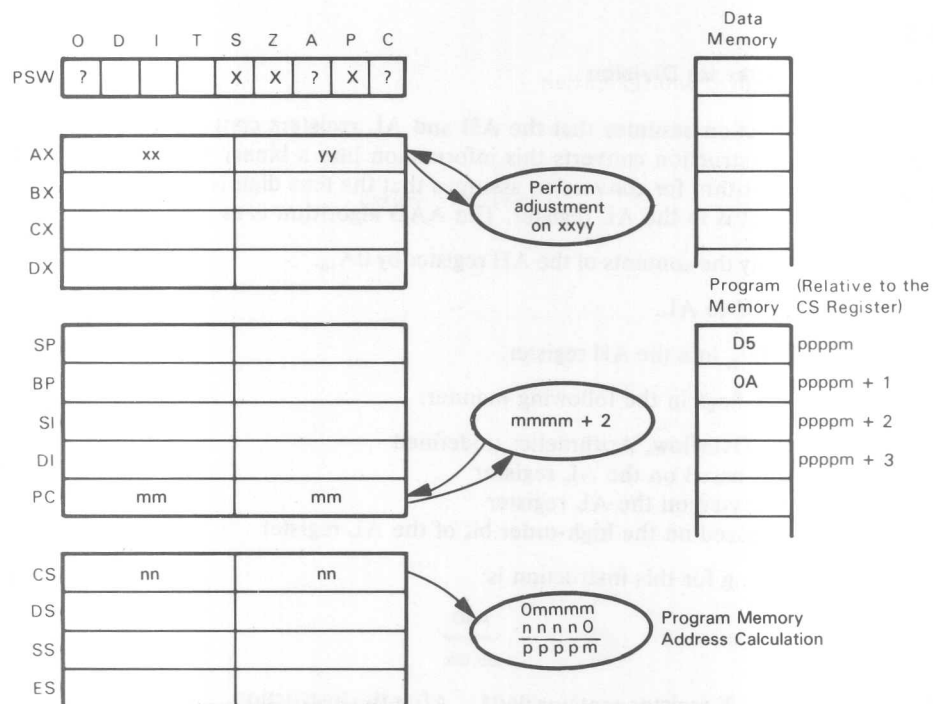 Data
Memory
O D I T S Z A P C
PSW ? X X ? X ?
AX xx yy
BX
CX
DX
Perform
adjustment
on xxyy
Program (Relative to the
Memory CS Register)
SP
BP
SI
DI
PC mm mm
mmmm + 2
D5 ppppm
0A ppppm + 1
ppppm + 2
ppppm + 3
CS nn nn
DS
SS
ES
0mmmm
nnnn0
ppppm
Program Memory
Address Calculation